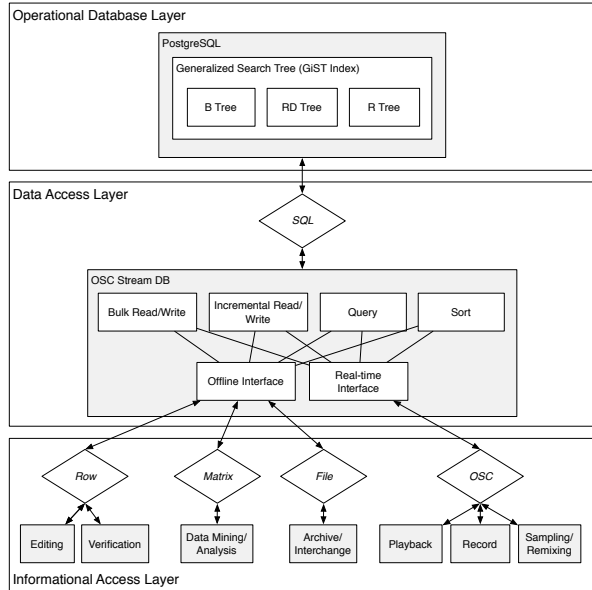 Operational Database Layer
PostgreSQL
Generalized Search Tree (GiST Index)
B Tree
RD Tree
R Tree
Data Access Layer
SQL
OSC Stream DB
Bulk Read/Write
Incremental Read/
Write
Query
Sort
Offline Interface
Real-time
Interface
Row
Matrix
File
OSC
Editing
Verification
Data Mining/
Analysis
Archive/
Interchange
Playback
Record
Sampling/
Remixing
Informational Access Layer